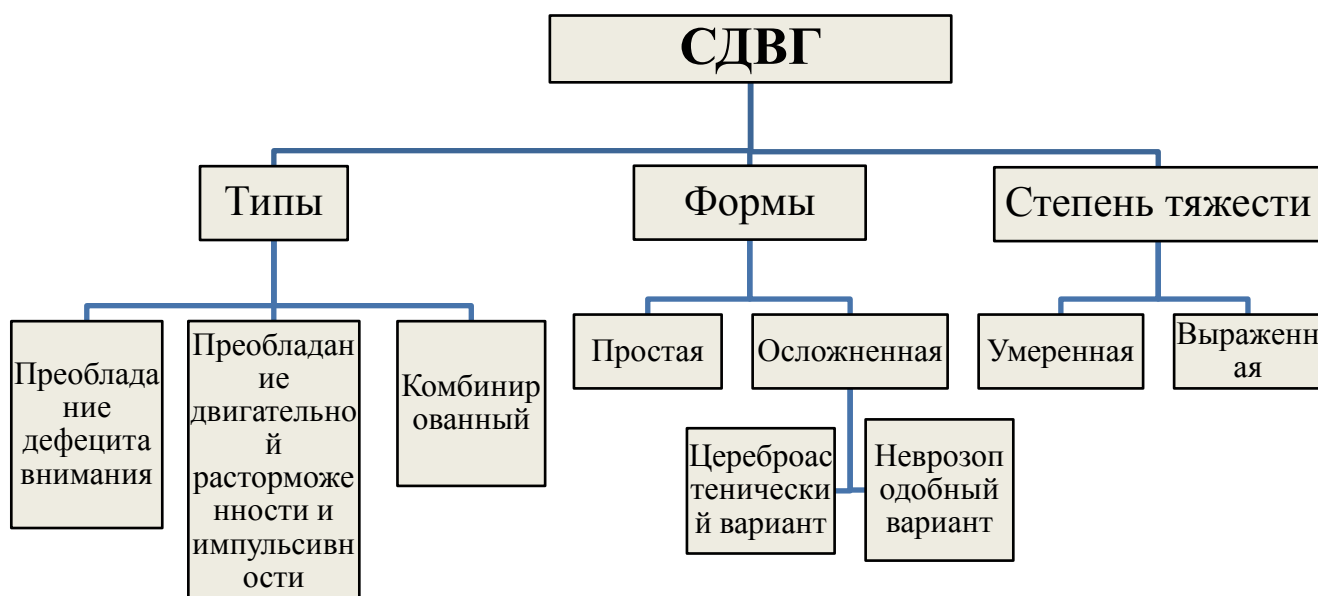 СДВГ
Типы
Формы
Степень тяжести
Преоблада
ние
дефецита
внимания
Преобладан
ие
двигательно
й
расторможе
нности и
импульсивн
ости
Комбинир
ованный
Простая
Осложненная
Цереброас
тенически
й вариант
Неврозоп
одобный
вариант
Умеренная
Выраженн
ая